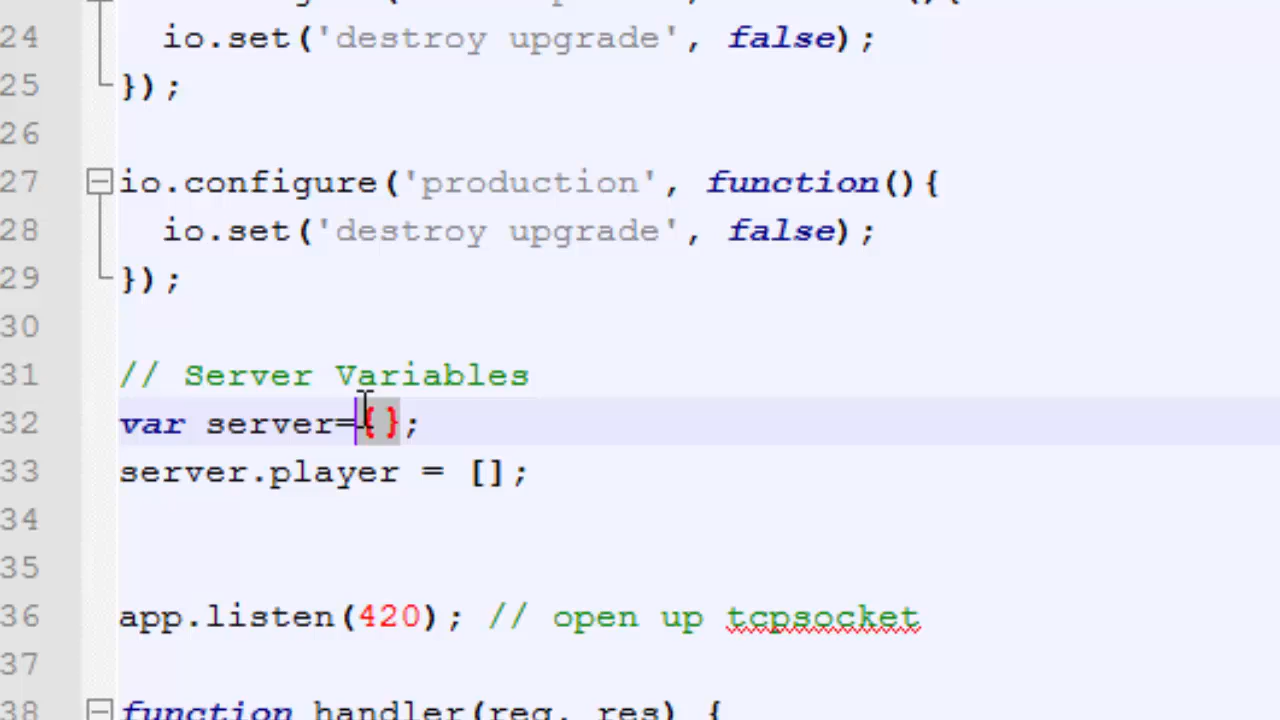 24 io.set('destroy upgrade', false);
25 });
26
27 io.configure('production', function(){
28 io.set('destroy upgrade', false);
29 });
30
31 // Server Variables
32 var server={};
33 server.player = [];
34
35
36 app.listen(420); // open up tcpsocket
37
38 function handler(req, res) {